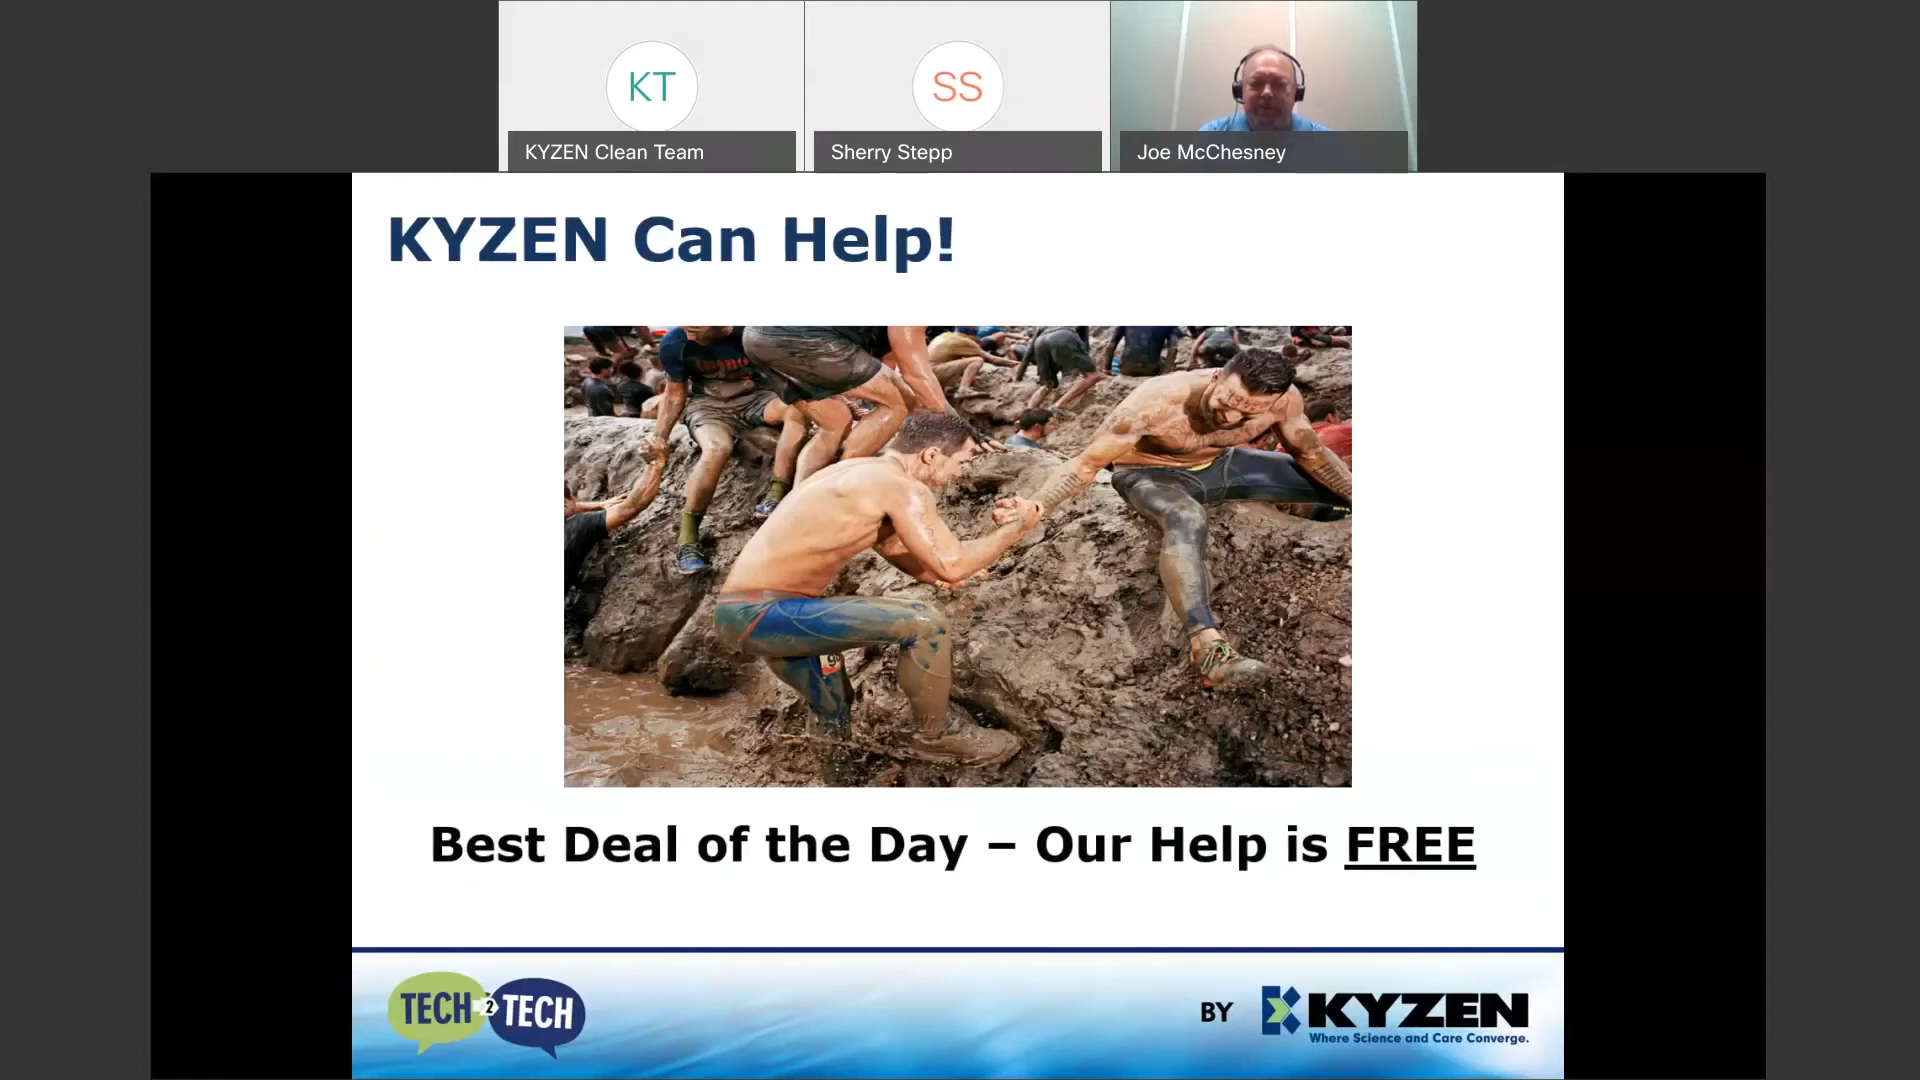 KT
SS
KYZEN Clean Team
Sherry Stepp
Joe McChesney
KYZEN Can Help!
Best Deal of the Day – Our Help is FREE
TECH 2 TECH
BY
KYZEN
Where Science and Care Converge.